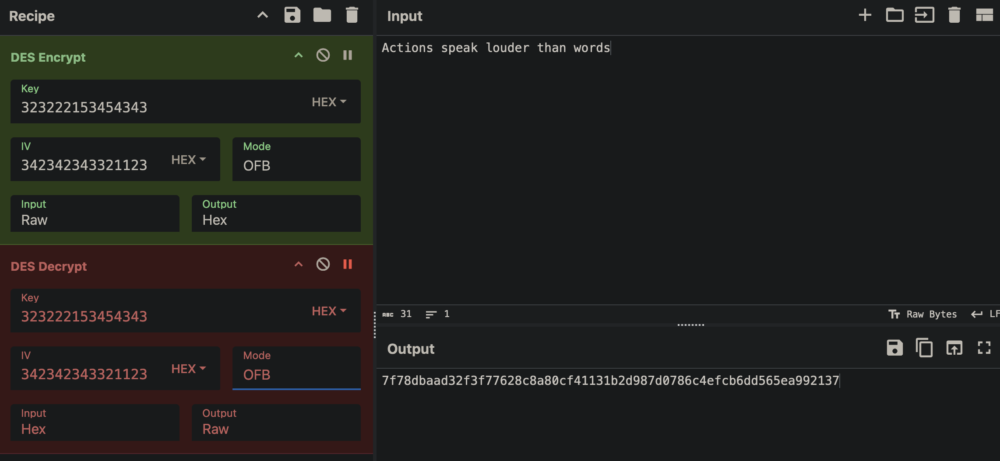 Recipe
DES Encrypt
Key
323222153454343
HEX
IV
342342343321123
HEX
Mode
OFB
Input
Raw
Output
Hex
DES Decrypt
Key
323222153454343
HEX
IV
342342343321123
HEX
Mode
OFB
Input
Hex
Output
Raw
Input
Actions speak louder than words
ABC 31 1
Tr Raw Bytes LF
Output
7f78dbaad32f3f77628c8a80cf41131b2d987d0786c4efcb6dd565ea992137